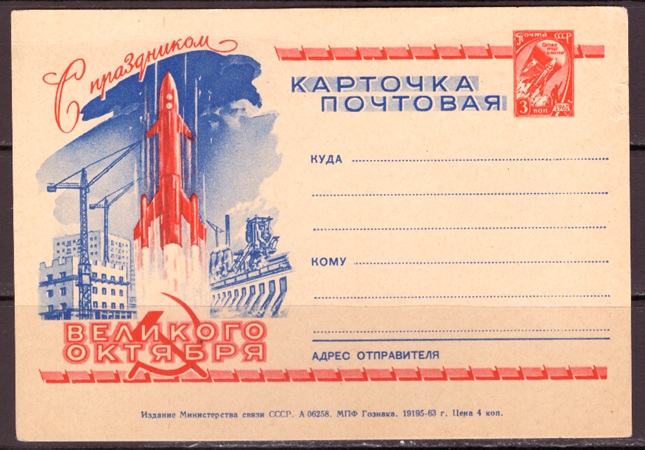 С праздником
ВЕЛИКОГО
ОКТЯБРЯ
ПОЧТА СССР
3
КОП
КАРТОЧКА
ПОЧТОВАЯ
КУДА
КОМУ
АДРЕС ОТПРАВИТЕЛЯ
Издание Министерства связи СССР. А 06258. МПФ Гознака. 19195-63 г. Цена 4 коп.